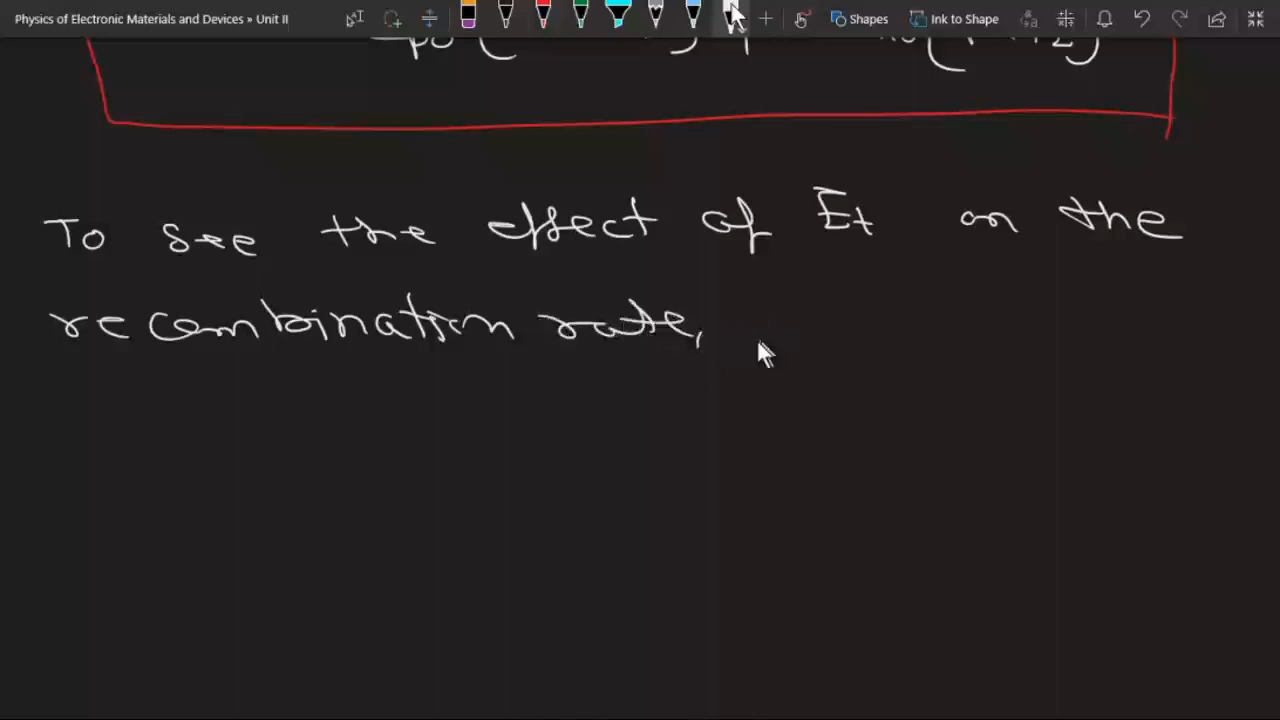 Physics of Electronic Materials and Devices » Unit II
Shapes
Ink to Shape
To see the effect of Et on the
recombination rate,